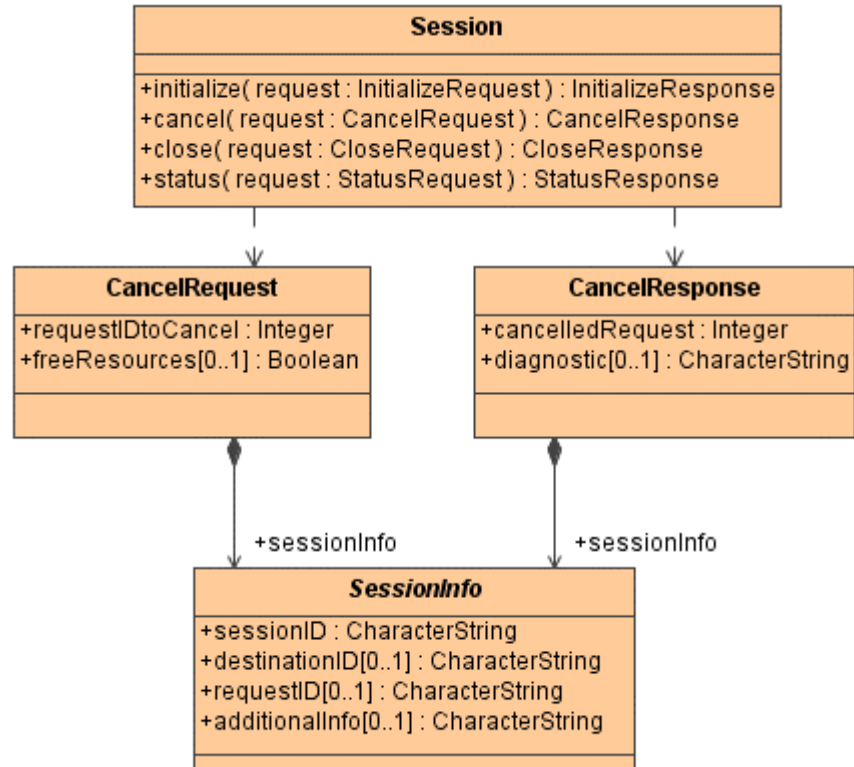 Session
+initialize( request : InitializeRequest ) : InitializeResponse
+cancel( request : CancelRequest ) : CancelResponse
+close( request : CloseRequest ) : CloseResponse
+status( request : StatusRequest ) : StatusResponse
CancelRequest
+requestIDtoCancel : Integer
+freeResources[0..1] : Boolean
CancelResponse
+cancelledRequest : Integer
+diagnostic[0..1] : CharacterString
+sessionInfo
+sessionInfo
SessionInfo
+sessionID : CharacterString
+destinationID[0..1] : CharacterString
+requestID[0..1] : CharacterString
+additionalInfo[0..1] : CharacterString